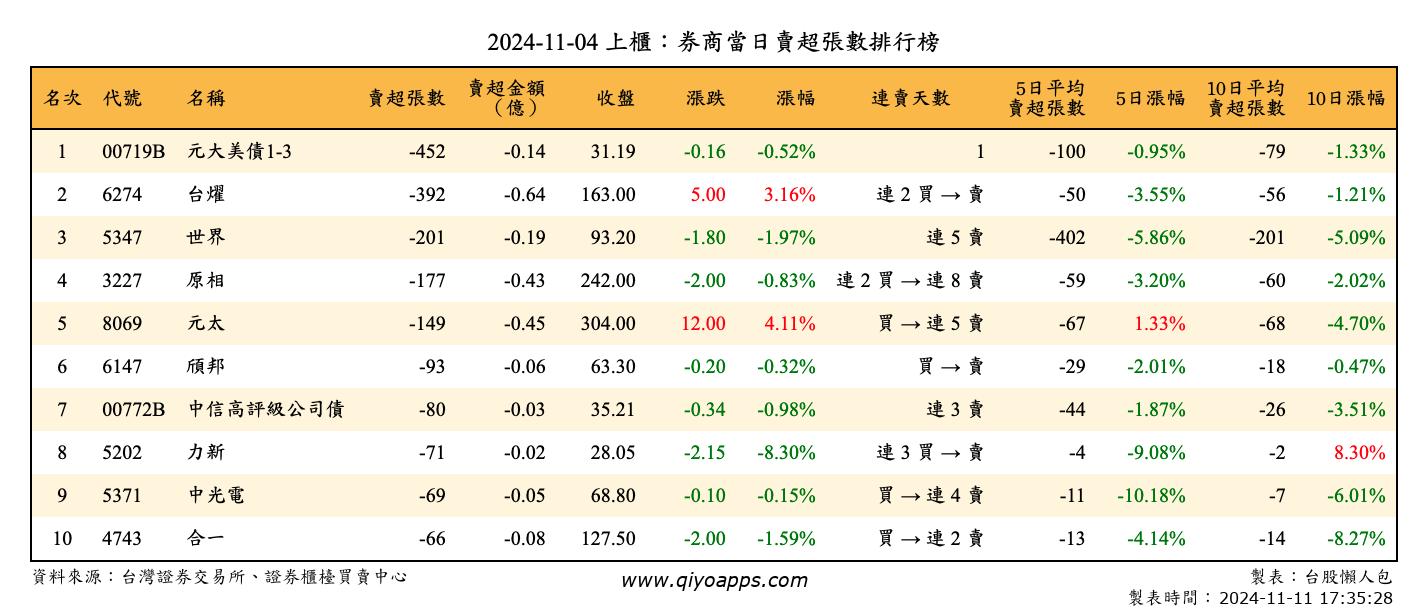 2024-11-04 上櫃：券商當日賣超張數排行榜
名次 代號 名稱 賣超張數 賣超金額（億） 收盤 漲跌 漲幅 連賣天數 5日平均賣超張數 5日漲幅 10日平均賣超張數 10日漲幅
1 00719B 元大美債1-3 -452 -0.14 31.19 -0.16 -0.52% 1 -100 -0.95% -79 -1.33%
2 6274 台燿 -392 -0.64 163.00 5.00 3.16% 連 2 買 → 賣 -50 -3.55% -56 -1.21%
3 5347 世界 -201 -0.19 93.20 -1.80 -1.97% 連 5 賣 -402 -5.86% -201 -5.09%
4 3227 原相 -177 -0.43 242.00 -2.00 -0.83% 連 2 買 → 連 8 賣 -59 -3.20% -60 -2.02%
5 8069 元太 -149 -0.45 304.00 12.00 4.11% 買 → 連 5 賣 -67 1.33% -68 -4.70%
6 6147 頎邦 -93 -0.06 63.30 -0.20 -0.32% 買 → 賣 -29 -2.01% -18 -0.47%
7 00772B 中信高評級公司債 -80 -0.03 35.21 -0.34 -0.98% 連 3 賣 -44 -1.87% -26 -3.51%
8 5202 力新 -71 -0.02 28.05 -2.15 -8.30% 連 3 買 → 賣 -4 -9.08% -2 8.30%
9 5371 中光電 -69 -0.05 68.80 -0.10 -0.15% 買 → 連 4 賣 -11 -10.18% -7 -6.01%
10 4743 合一 -66 -0.08 127.50 -2.00 -1.59% 買 → 連 2 賣 -13 -4.14% -14 -8.27%
資料來源：台灣證券交易所、證券櫃檯買賣中心 www.qiyoapps.com 製表：台股懶人包
製表時間：2024-11-11 17:35:28